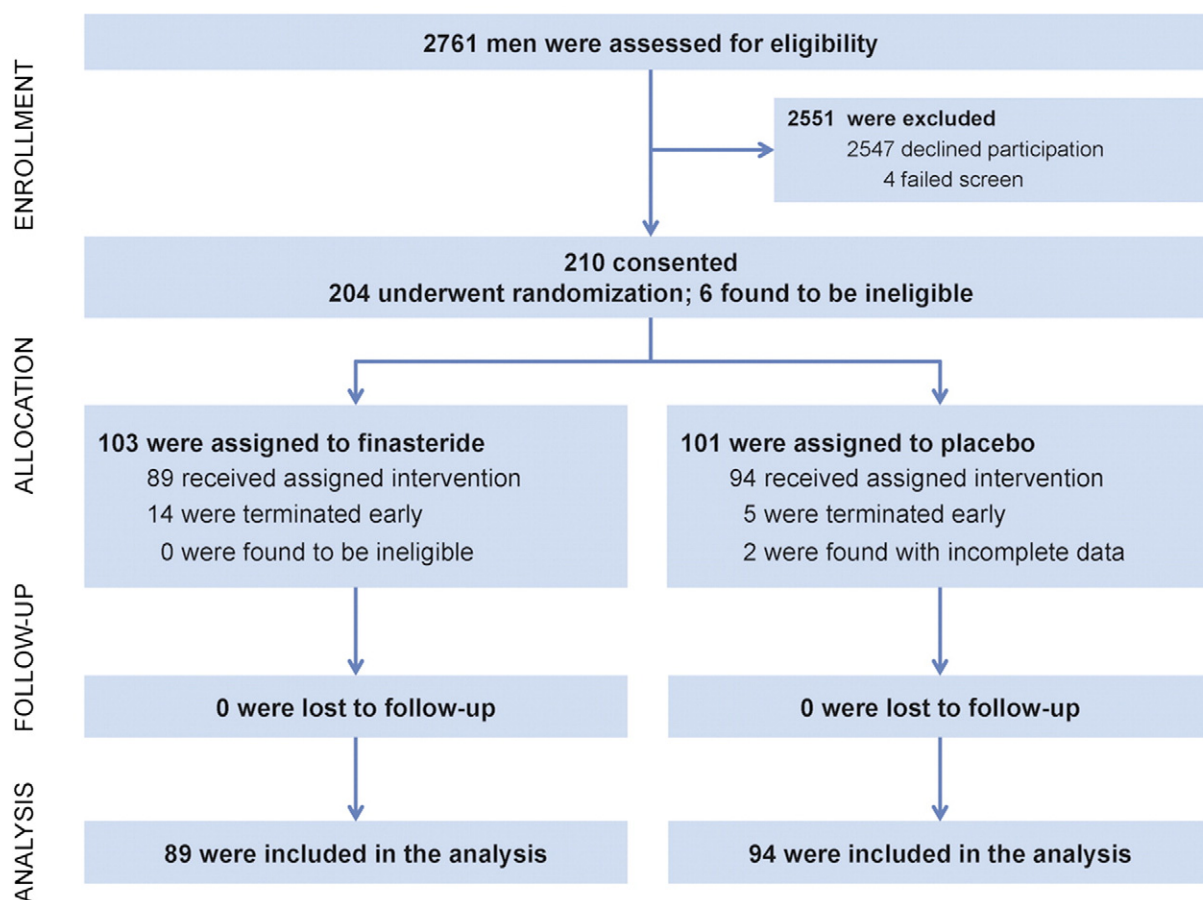 ENROLLMENT
2761 men were assessed for eligibility
2551 were excluded
2547 declined participation
4 failed screen
210 consented
204 underwent randomization; 6 found to be ineligible
ALLOCATION
103 were assigned to finasteride
89 received assigned intervention
14 were terminated early
0 were found to be ineligible
101 were assigned to placebo
94 received assigned intervention
5 were terminated early
2 were found with incomplete data
FOLLOW-UP
0 were lost to follow-up
0 were lost to follow-up
ANALYSIS
89 were included in the analysis
94 were included in the analysis